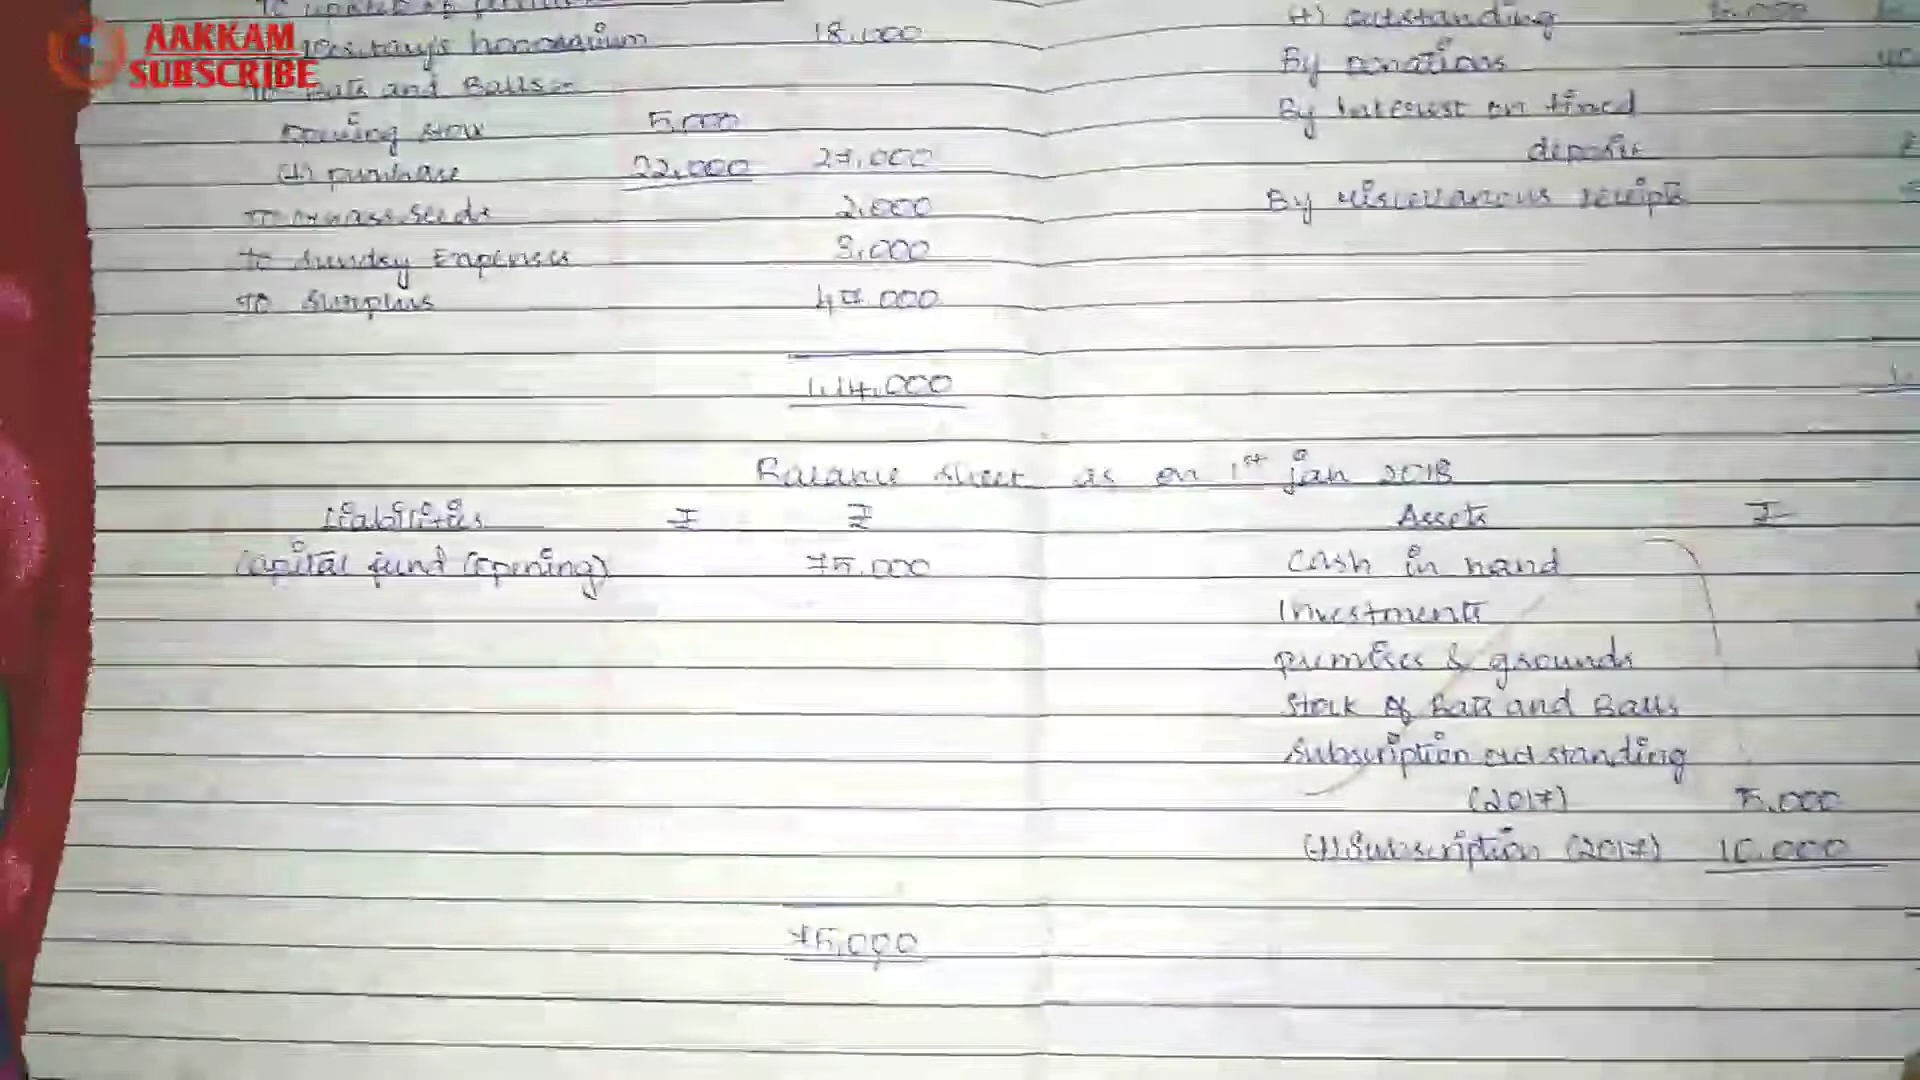 AAKKAM
SUBSCRIBE
honorarium 18,000
Bats and Balls:-
5,000
(+) purchase 22,000 27,000
To Grass seeds 2,000
To Sundry Expenses 3,000
To Surplus 47,000
1,14,000
(+) outstanding
By Donations
By Interest on fixed
deposit
By Miscellaneous receipts
Balance Sheet as on 1st jan 2018
Liabilities ₹ ₹ Assets ₹
Capital fund (opening) 75,000 Cash in hand
Investments
premises & grounds
Stock of Bats and Balls
Subscription outstanding
(2017) 5,000
(+) Subscription (2017) 10,000
75,000